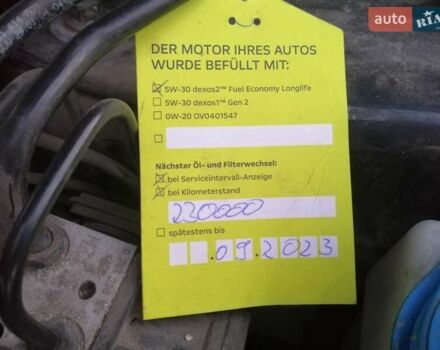 auto RIA
DER MOTOR IHRES AUTOS
WURDE BEFÜLLT MIT:
5W-30 dexos2™ Fuel Economy Longlife
5W-30 dexos1™ Gen 2
0W-20 OV0401547
Nächster Öl- und Filterwechsel:
bei Serviceintervall-Anzeige
bei Kilometerstand
230000
spätestens bis
.09.2023